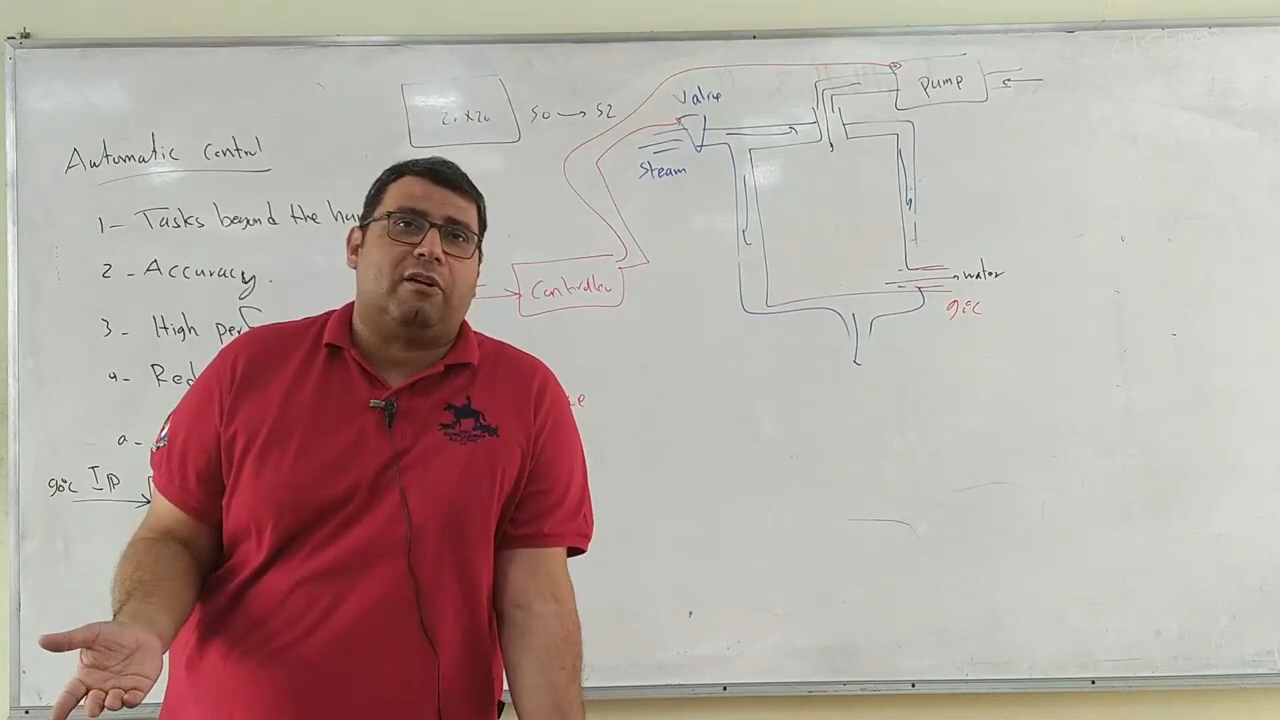 Automatic Control
1- Tasks beyond the hu
2- Accuracy.
3- High perf
4- Red
a-
90°C I/P
20x20 50 → 52
Valve
Steam
Pump
Controller
water
90°C